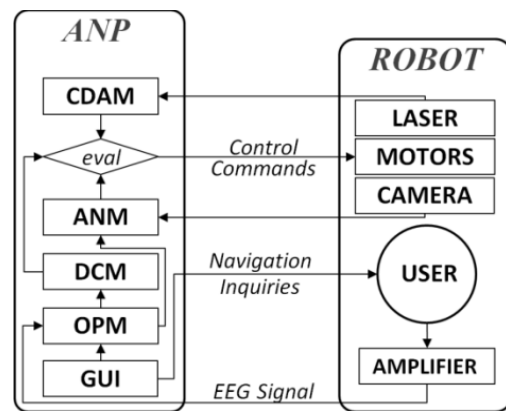 ANP
CDAM
eval
ANM
DCM
OPM
GUI
Control
Commands
Navigation
Inquiries
EEG Signal
ROBOT
LASER
MOTORS
CAMERA
USER
AMPLIFIER